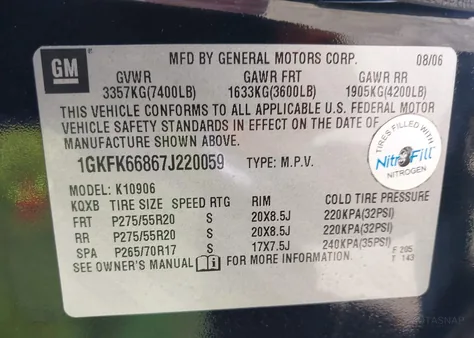 GM
MFD BY GENERAL MOTORS CORP. 08/06
GVWR GAWR FRT GAWR RR
3357KG(7400LB) 1633KG(3600LB) 1905KG(4200LB)
THIS VEHICLE CONFORMS TO ALL APPLICABLE U.S. FEDERAL MOTOR
VEHICLE SAFETY STANDARDS IN EFFECT ON THE DATE OF
MANUFACTURE SHOWN ABOVE.
1GKFK66867J220059 TYPE: M.P.V.
TIRES FILLED WITH
NitroFill
NITROGEN
MODEL: K10906
KQXB TIRE SIZE SPEED RTG RIM COLD TIRE PRESSURE
FRT P275/55R20 S 20X8.5J 220KPA(32PSI)
RR P275/55R20 S 20X8.5J 220KPA(32PSI)
SPA P265/70R17 S 17X7.5J 240KPA(35PSI)
SEE OWNER'S MANUAL FOR MORE INFORMATION.
E 205
T 143